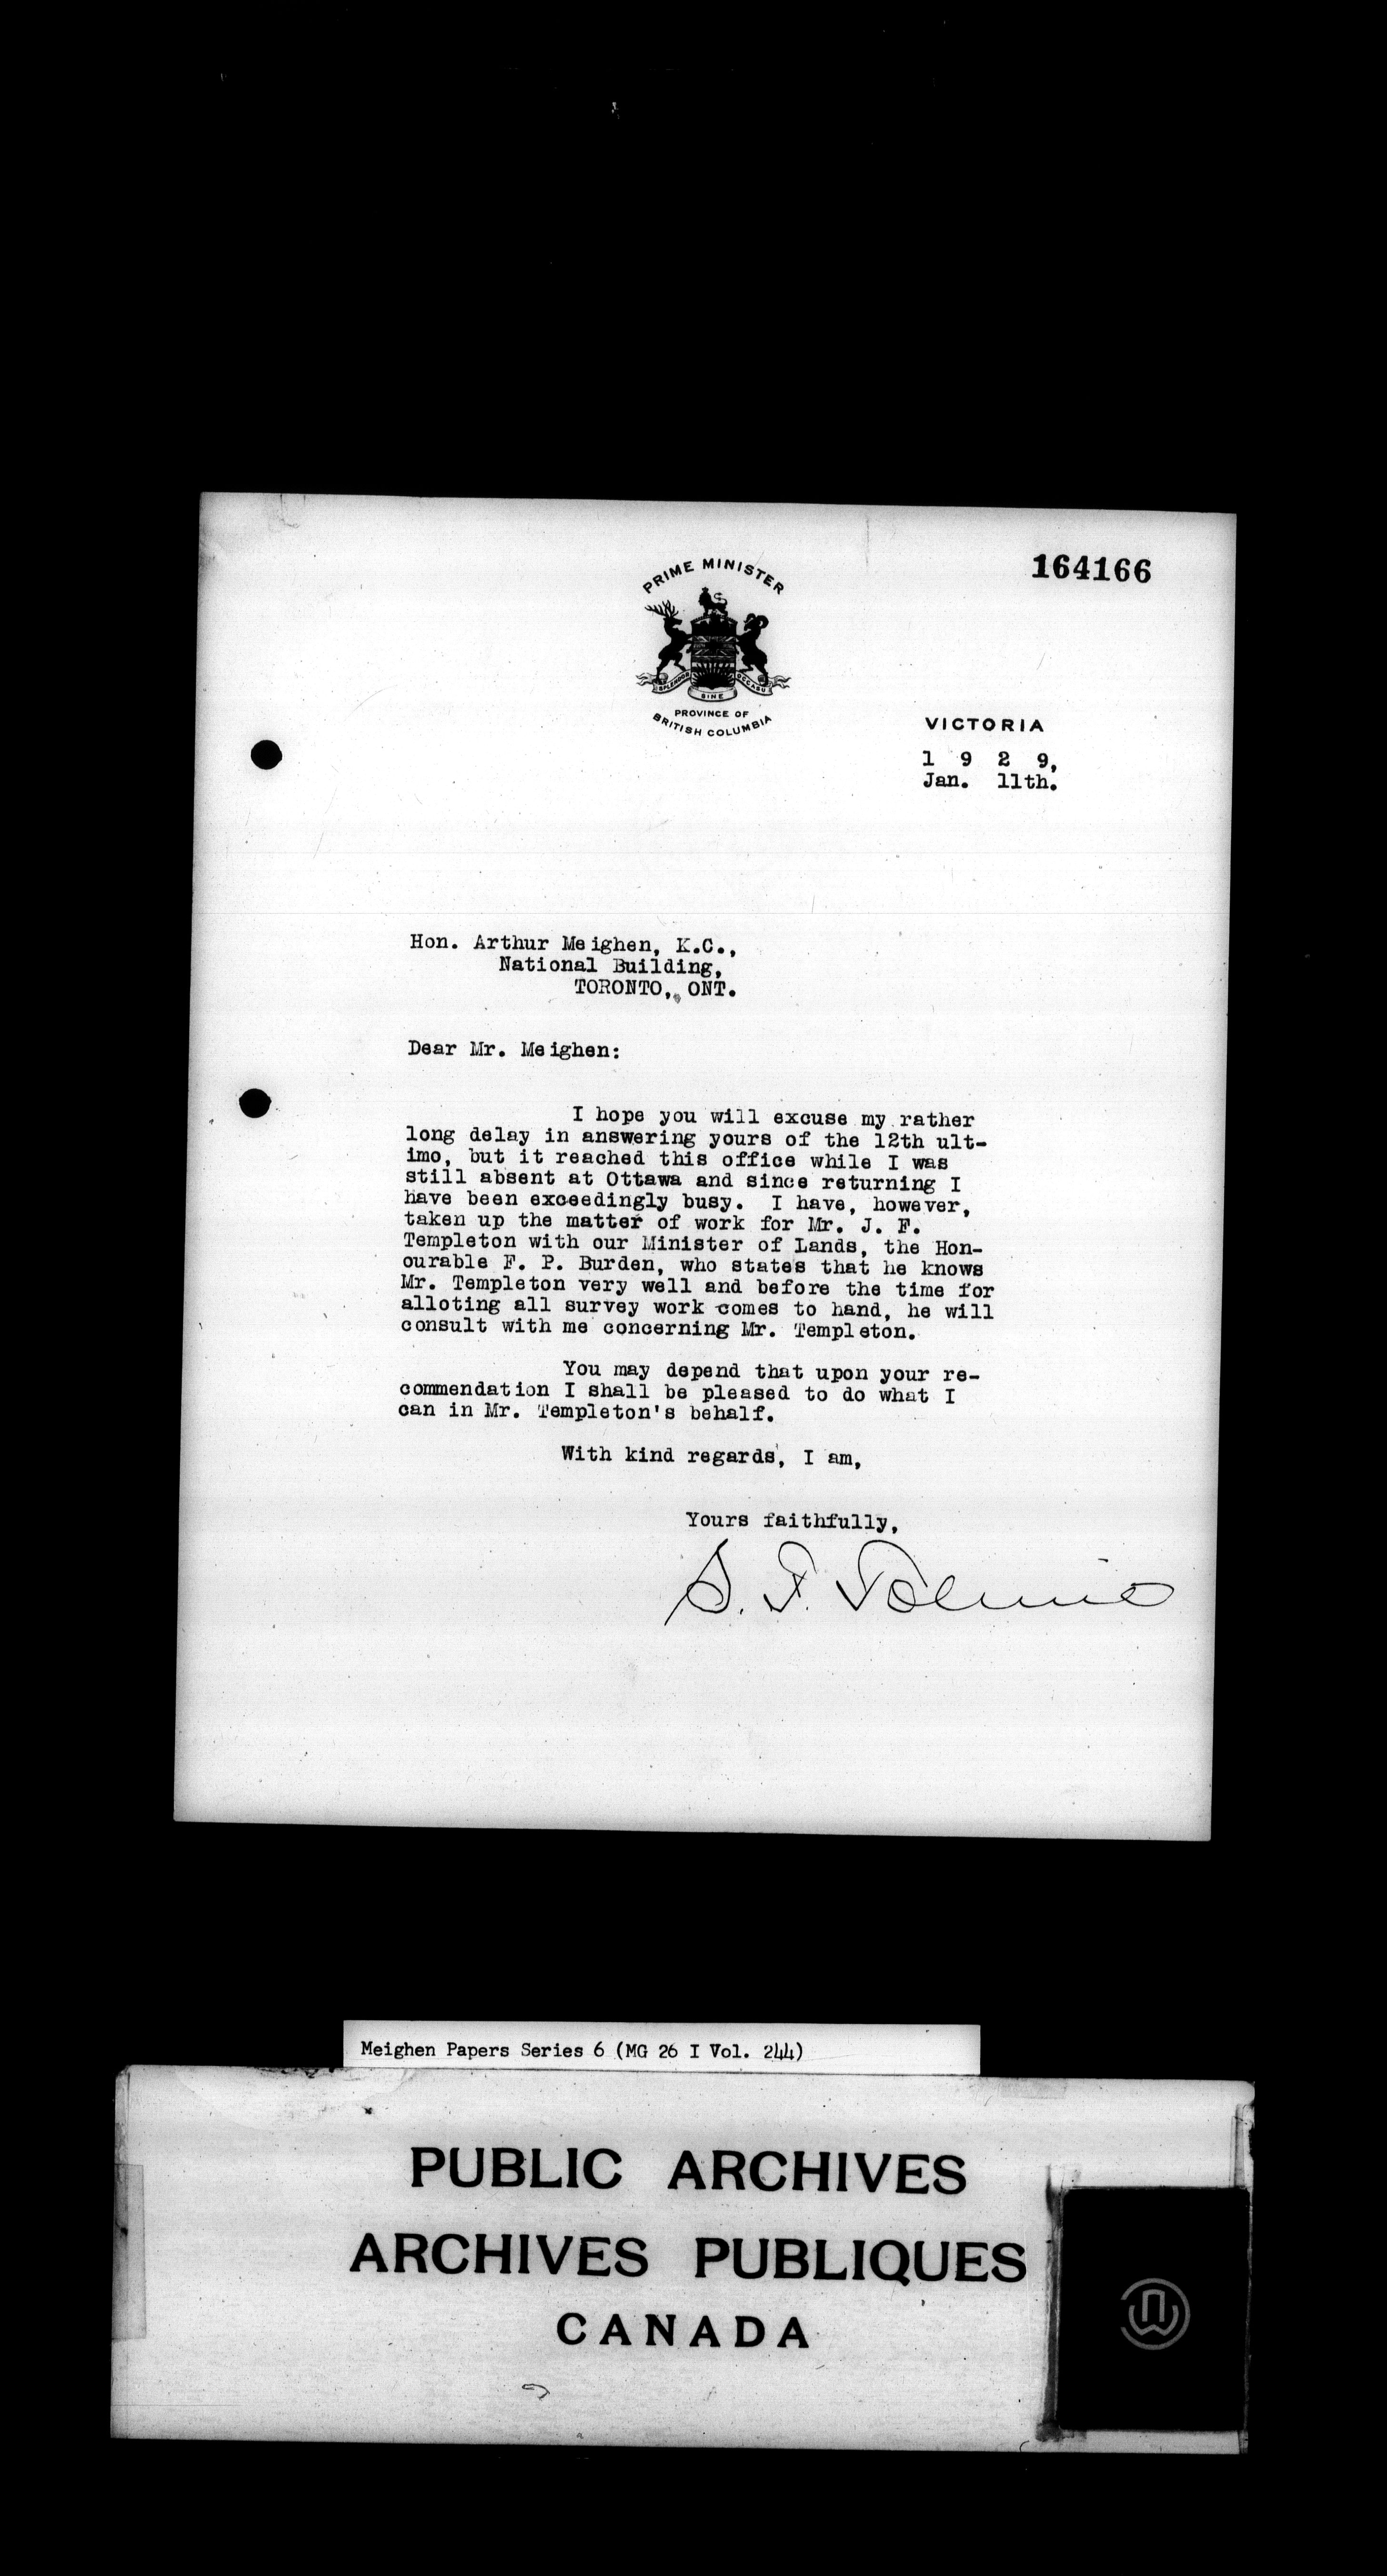 164166
PRIME MINISTER
SPLENDOR SINE OCCASU
PROVINCE OF
BRITISH COLUMBIA
VICTORIA
1 9 2 9,
Jan. 11th.
Hon. Arthur Meighen, K.C.,
National Building,
TORONTO, ONT.
Dear Mr. Meighen:
I hope you will excuse my rather
long delay in answering yours of the 12th ult-
imo, but it reached this office while I was
still absent at Ottawa and since returning I
have been exceedingly busy. I have, however,
taken up the matter of work for Mr. J. F.
Templeton with our Minister of Lands, the Hon-
ourable F. P. Burden, who states that he knows
Mr. Templeton very well and before the time for
alloting all survey work comes to hand, he will
consult with me concerning Mr. Templeton.
You may depend that upon your re-
commendation I shall be pleased to do what I
can in Mr. Templeton's behalf.
With kind regards, I am,
Yours faithfully,
S. F. Tolmie
Meighen Papers Series 6 (MG 26 I Vol. 244)
PUBLIC ARCHIVES
ARCHIVES PUBLIQUES
CANADA